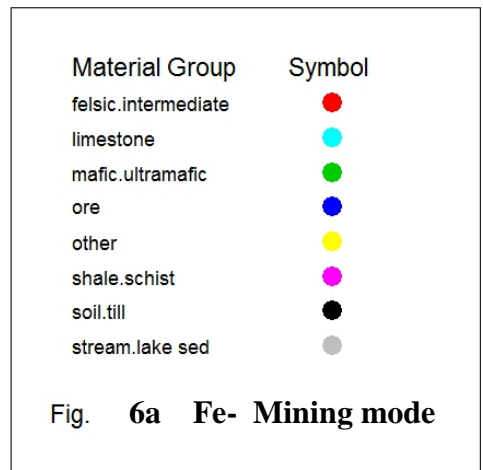 Material Group Symbol
felsic.intermediate
limestone
mafic.ultramafic
ore
other
shale.schist
soil.till
stream.lake sed
Fig. 6a Fe- Mining mode